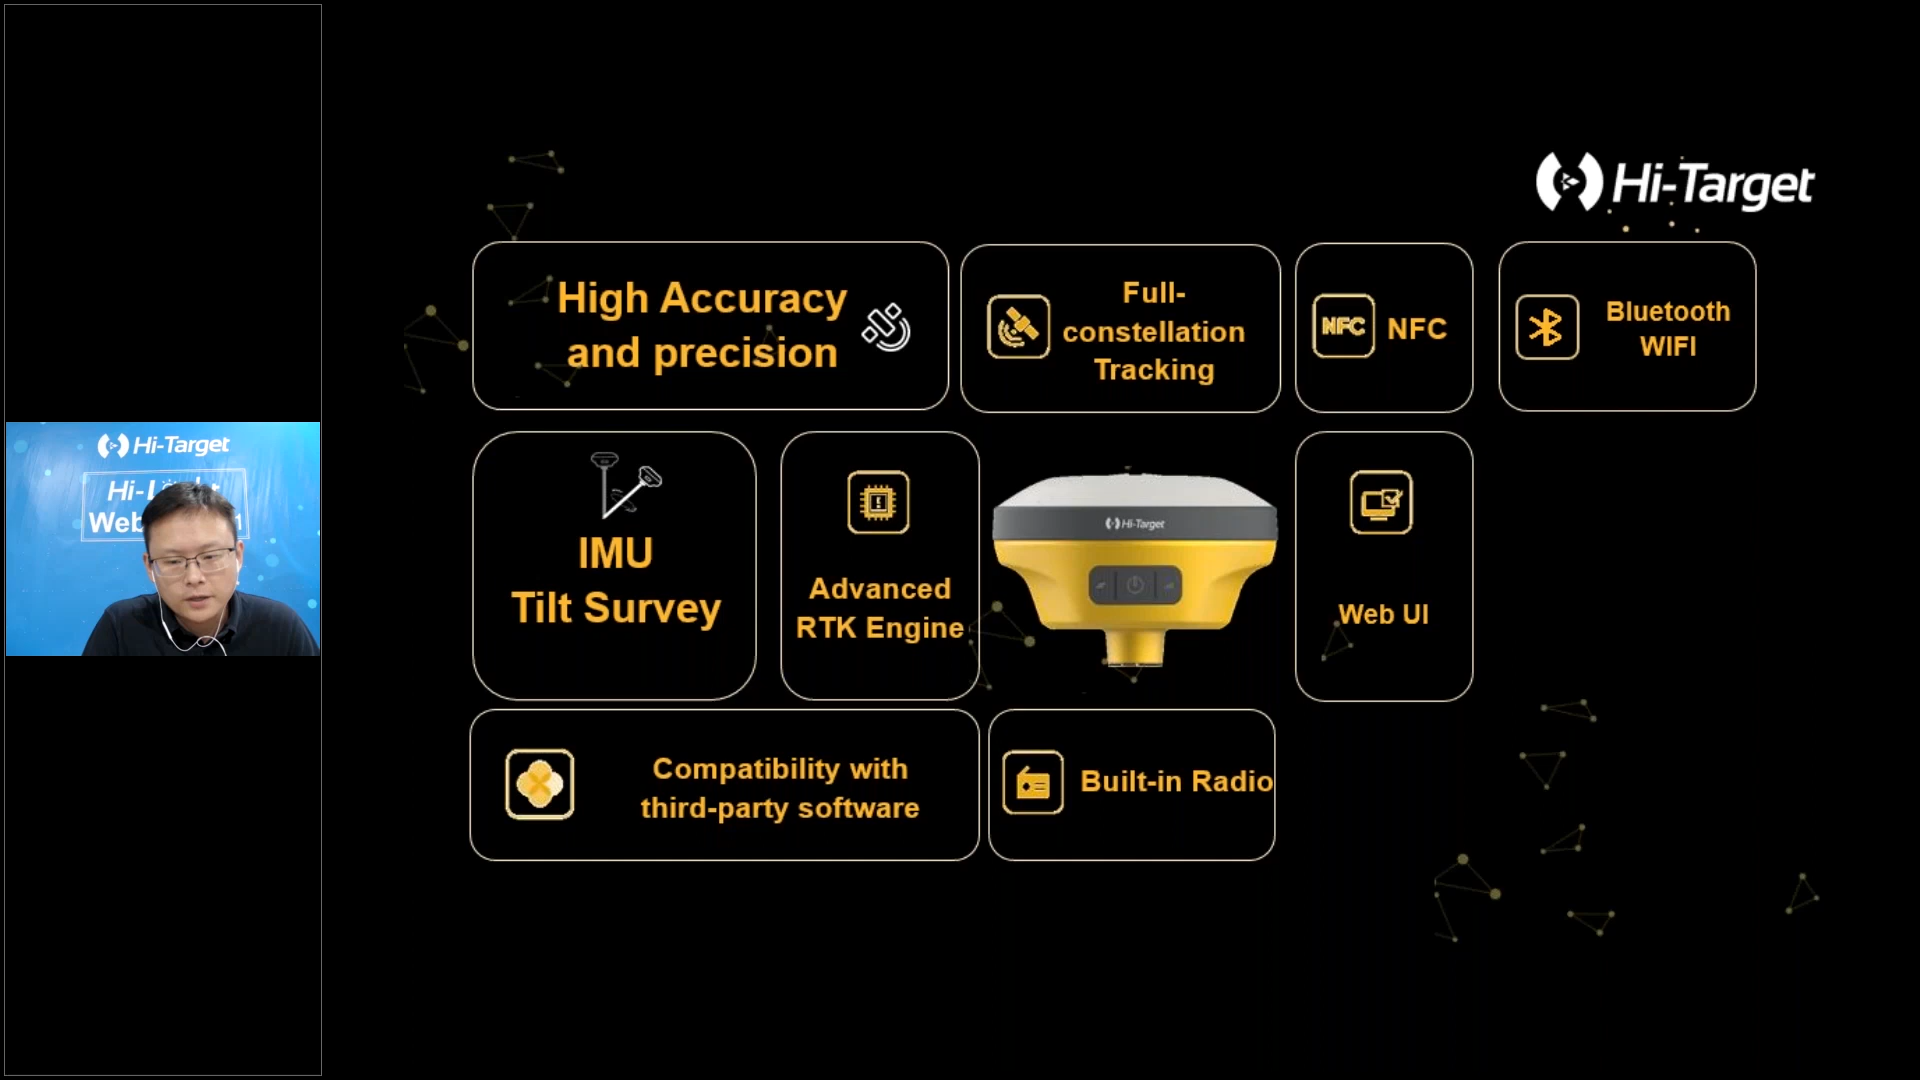 Hi-Target
High Accuracy
and precision
Full-
constellation
Tracking
NFC
NFC
Bluetooth
WIFI
IMU
Tilt Survey
Advanced
RTK Engine
Hi-Target
Web UI
Compatibility with
third-party software
Built-in Radio
Hi-Target